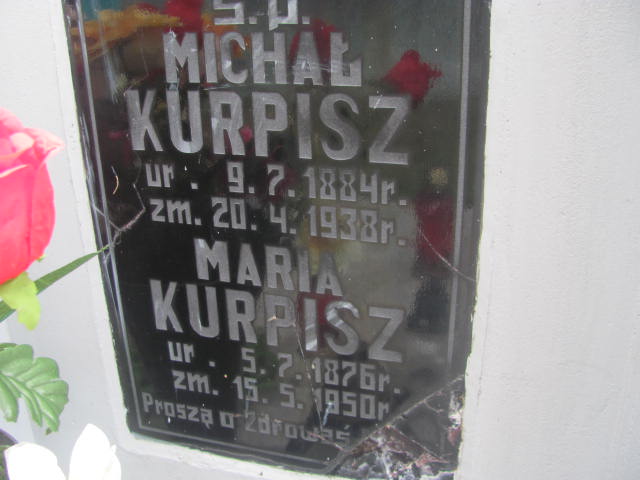 Ś.P.
MICHAŁ
KURPISZ
ur. 9.7.1884r.
zm. 20.4.1938r.
MARIA
KURPISZ
ur. 5.7.1876r.
zm. 15.5.1950r.
Proszą o Zdrowaś